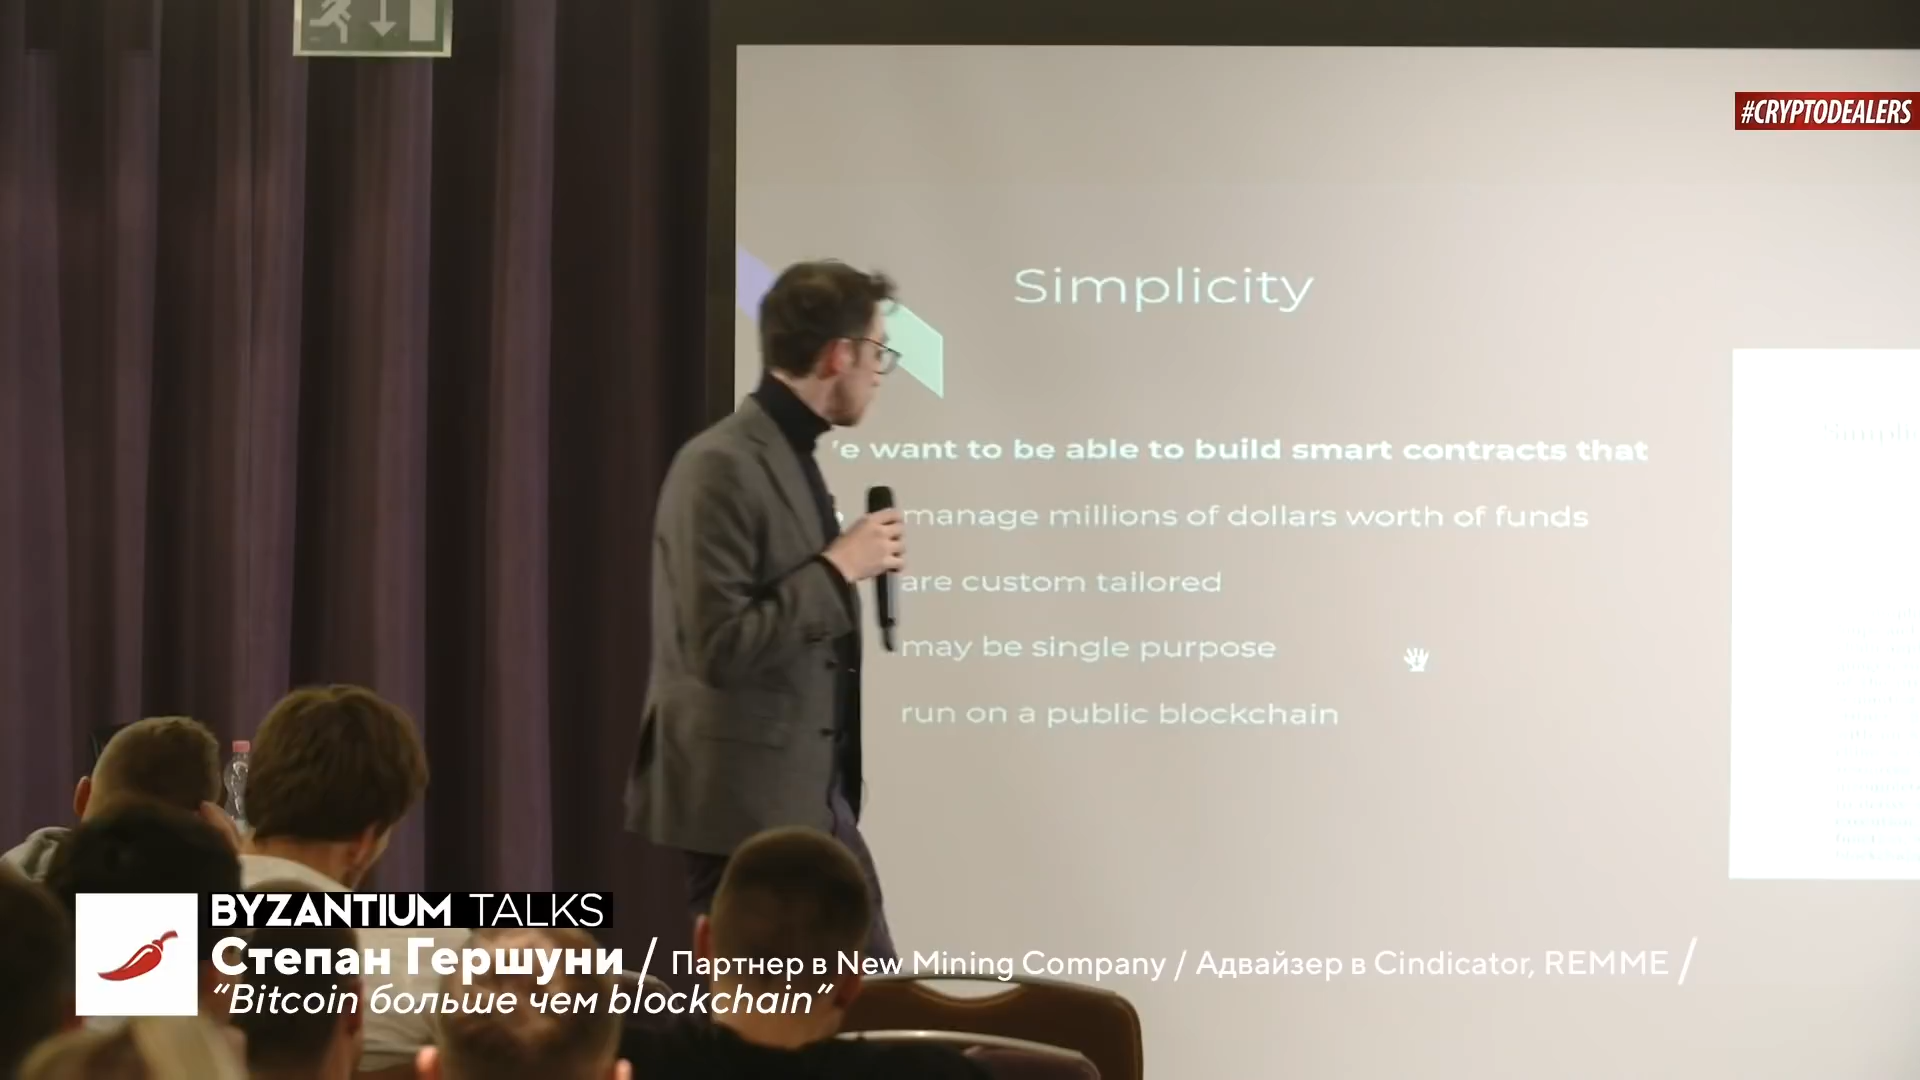 #CRYPTODEALERS
Simplicity
'e want to be able to build smart contracts that
manage millions of dollars worth of funds
are custom tailored
may be single purpose
run on a public blockchain
BYZANTIUM TALKS
Степан Гершуни / Партнер в New Mining Company / Адвайзер в Cindicator, REMME /
“Bitcoin больше чем blockchain”